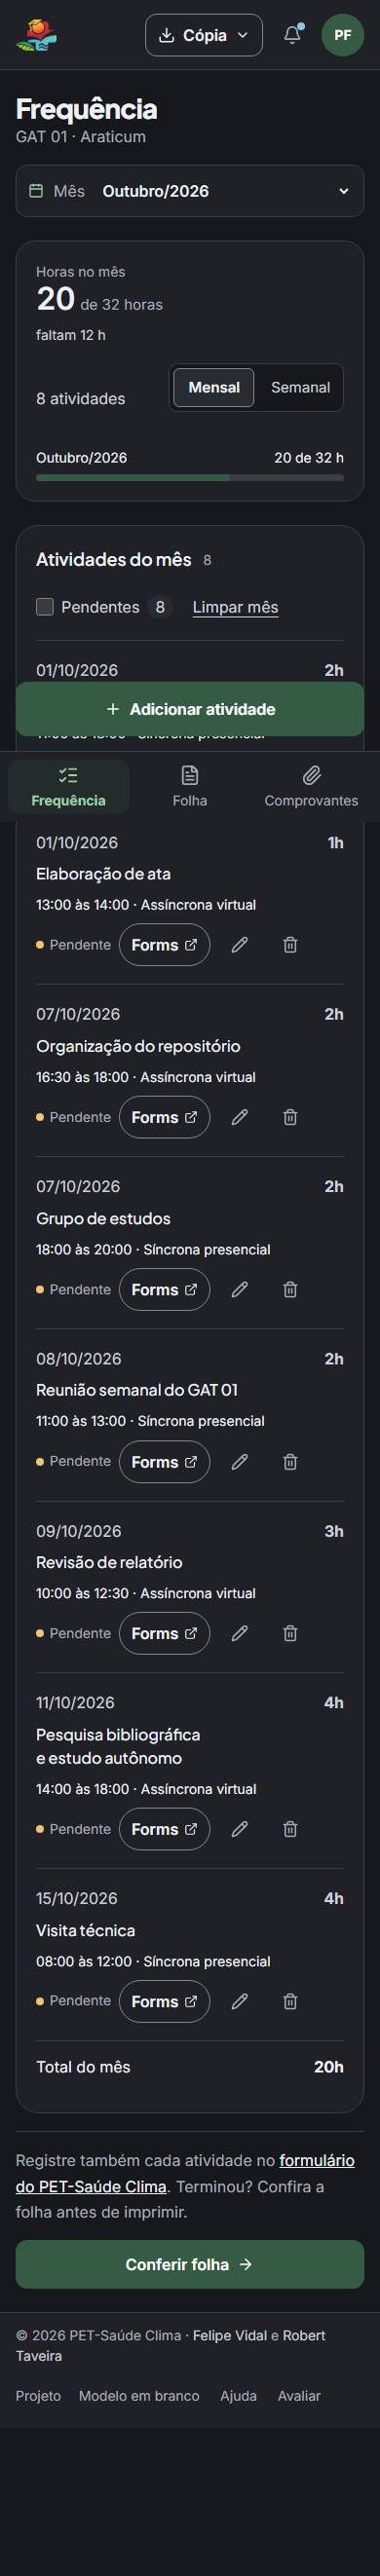 Cópia
PF
Frequência
GAT 01 · Araticum
Mês Outubro/2026
Horas no mês
20 de 32 horas
faltam 12 h
8 atividades
Mensal Semanal
Outubro/2026 20 de 32 h
Atividades do mês 8
Pendentes 8 Limpar mês
01/10/2026 2h
+ Adicionar atividade
Frequência Folha Comprovantes
01/10/2026 1h
Elaboração de ata
13:00 às 14:00 · Assíncrona virtual
Pendente Forms
07/10/2026 2h
Organização do repositório
16:30 às 18:00 · Assíncrona virtual
Pendente Forms
07/10/2026 2h
Grupo de estudos
18:00 às 20:00 · Síncrona presencial
Pendente Forms
08/10/2026 2h
Reunião semanal do GAT 01
11:00 às 13:00 · Síncrona presencial
Pendente Forms
09/10/2026 3h
Revisão de relatório
10:00 às 12:30 · Assíncrona virtual
Pendente Forms
11/10/2026 4h
Pesquisa bibliográfica
e estudo autônomo
14:00 às 18:00 · Assíncrona virtual
Pendente Forms
15/10/2026 4h
Visita técnica
08:00 às 12:00 · Síncrona presencial
Pendente Forms
Total do mês 20h
Registre também cada atividade no formulário
do PET-Saúde Clima. Terminou? Confira a
folha antes de imprimir.
Conferir folha →
© 2026 PET-Saúde Clima · Felipe Vidal e Robert
Taveira
Projeto Modelo em branco Ajuda Avaliar